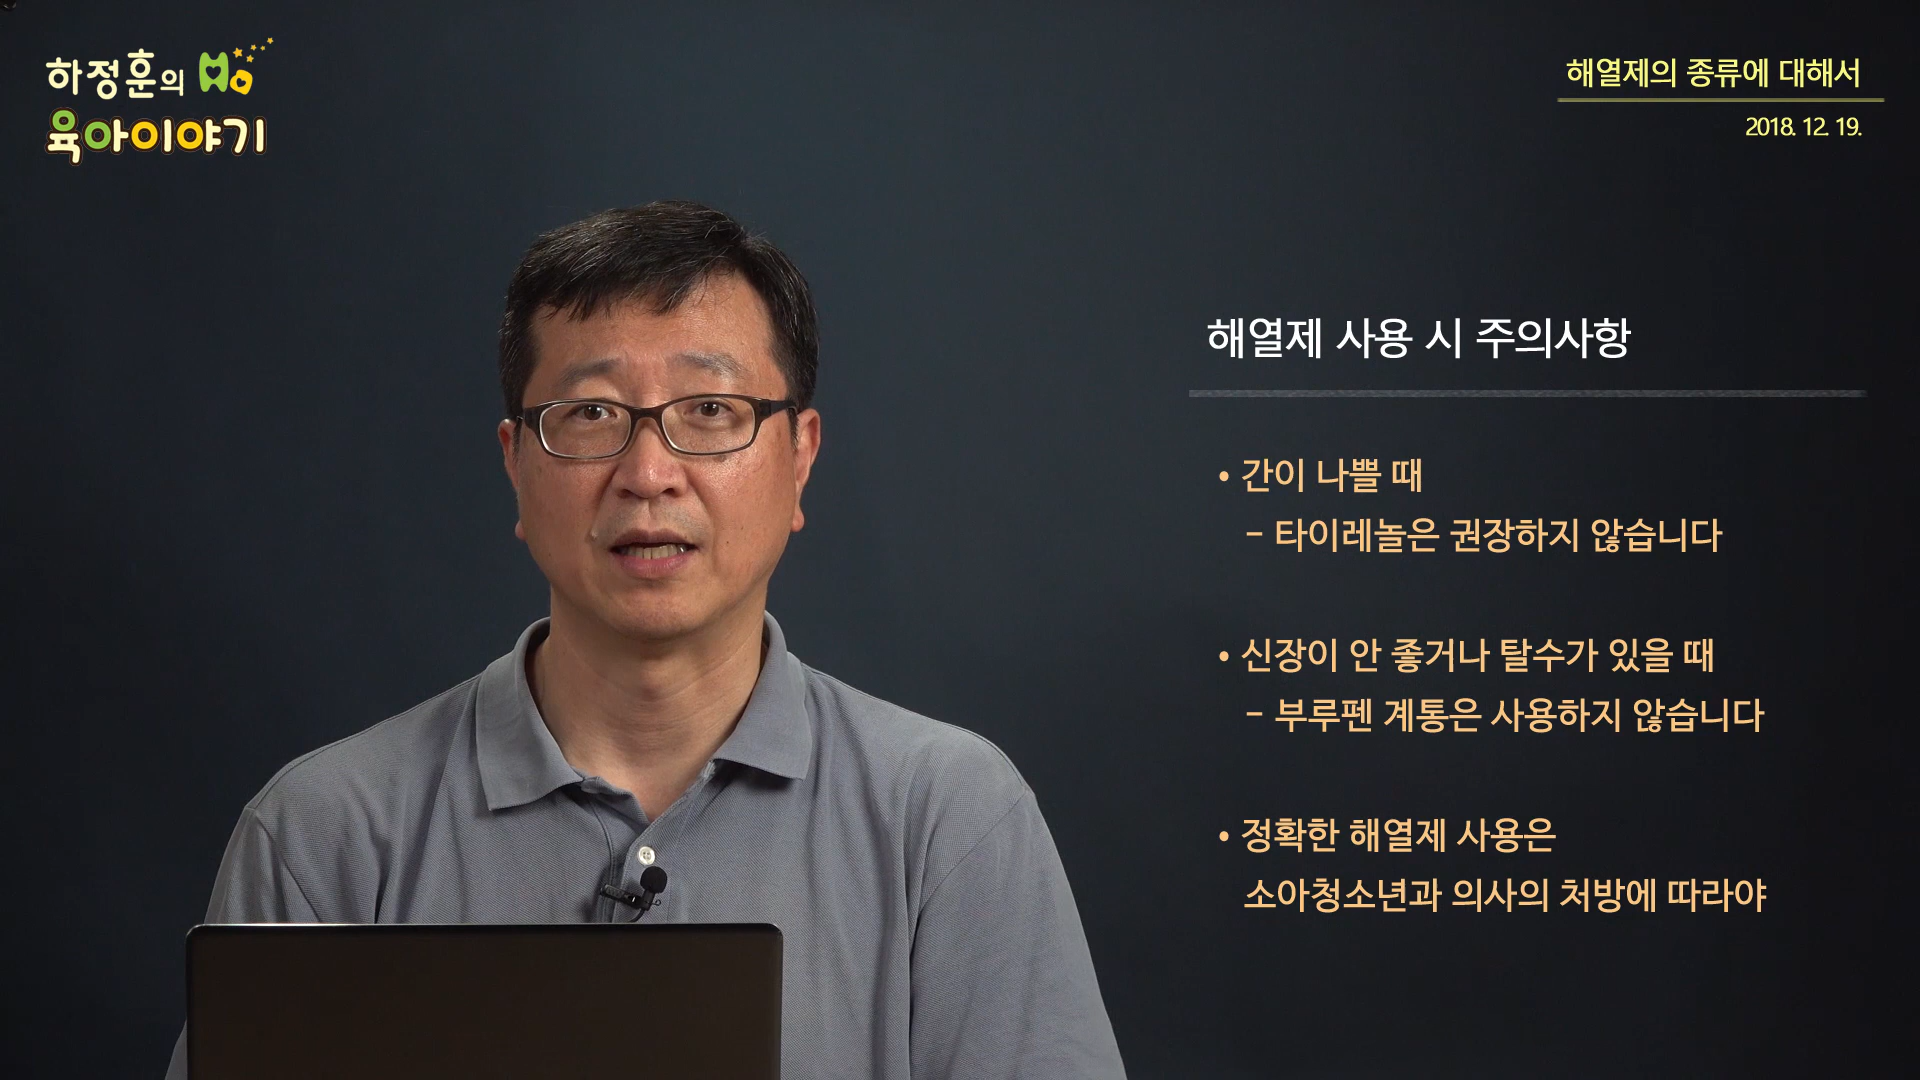 하정훈의
육아이야기
해열제의 종류에 대해서
2018. 12. 19.
해열제 사용 시 주의사항
• 간이 나쁠 때
- 타이레놀은 권장하지 않습니다
• 신장이 안 좋거나 탈수가 있을 때
- 부루펜 계통은 사용하지 않습니다
• 정확한 해열제 사용은
소아청소년과 의사의 처방에 따라야